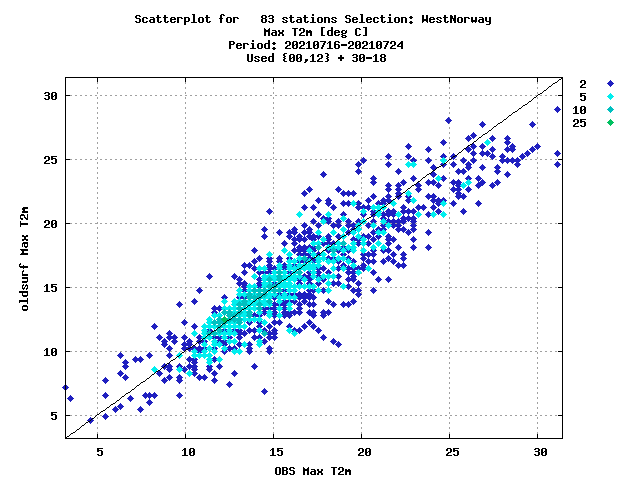 Scatterplot for   83 stations Selection: WestNorway
Max T2m [deg C]
Period: 20210716-20210724
Used {00,12} + 30-18
2
5
10
25
30
25
20
15
10
5
oldsurf Max T2m
5 10 15 20 25 30
OBS Max T2m